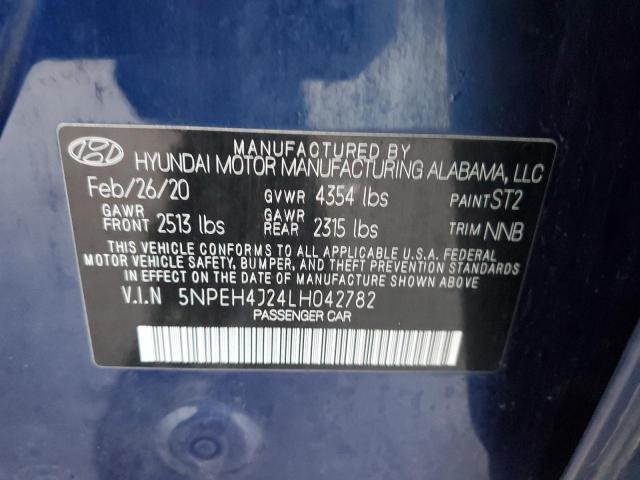 MANUFACTURED BY
HYUNDAI MOTOR MANUFACTURING ALABAMA, LLC
Feb/26/20 GVWR 4354 lbs PAINT ST2
GAWR FRONT 2513 lbs GAWR REAR 2315 lbs TRIM NNB
THIS VEHICLE CONFORMS TO ALL APPLICABLE U.S.A. FEDERAL
MOTOR VEHICLE SAFETY, BUMPER, AND THEFT PREVENTION STANDARDS
IN EFFECT ON THE DATE OF MANUFACTURE SHOWN ABOVE
V.I.N 5NPEH4J24LH042782
PASSENGER CAR